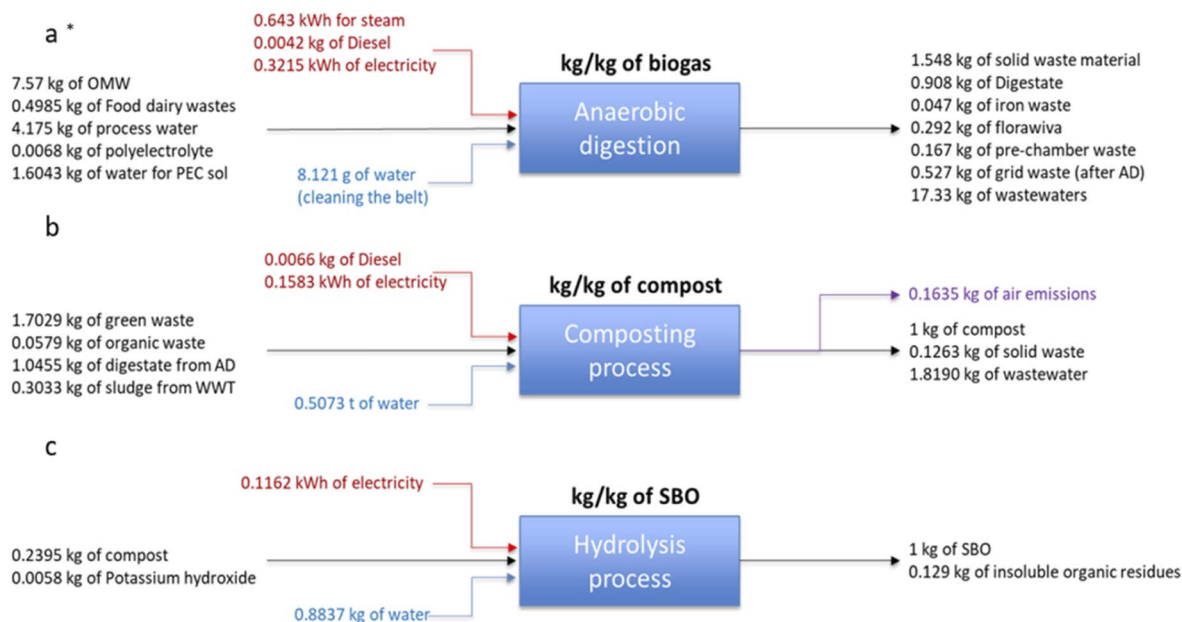 a *
0.643 kWh for steam
0.0042 kg of Diesel
0.3215 kWh of electricity
7.57 kg of OMW
0.4985 kg of Food dairy wastes
4.175 kg of process water
0.0068 kg of polyelectrolyte
1.6043 kg of water for PEC sol
8.121 g of water
(cleaning the belt)
kg/kg of biogas
Anaerobic
digestion
1.548 kg of solid waste material
0.908 kg of Digestate
0.047 kg of iron waste
0.292 kg of florawiva
0.167 kg of pre-chamber waste
0.527 kg of grid waste (after AD)
17.33 kg of wastewaters
b
0.0066 kg of Diesel
0.1583 kWh of electricity
1.7029 kg of green waste
0.0579 kg of organic waste
1.0455 kg of digestate from AD
0.3033 kg of sludge from WWT
0.5073 t of water
kg/kg of compost
Composting
process
0.1635 kg of air emissions
1 kg of compost
0.1263 kg of solid waste
1.8190 kg of wastewater
c
0.1162 kWh of electricity
0.2395 kg of compost
0.0058 kg of Potassium hydroxide
0.8837 kg of water
kg/kg of SBO
Hydrolysis
process
1 kg of SBO
0.129 kg of insoluble organic residues